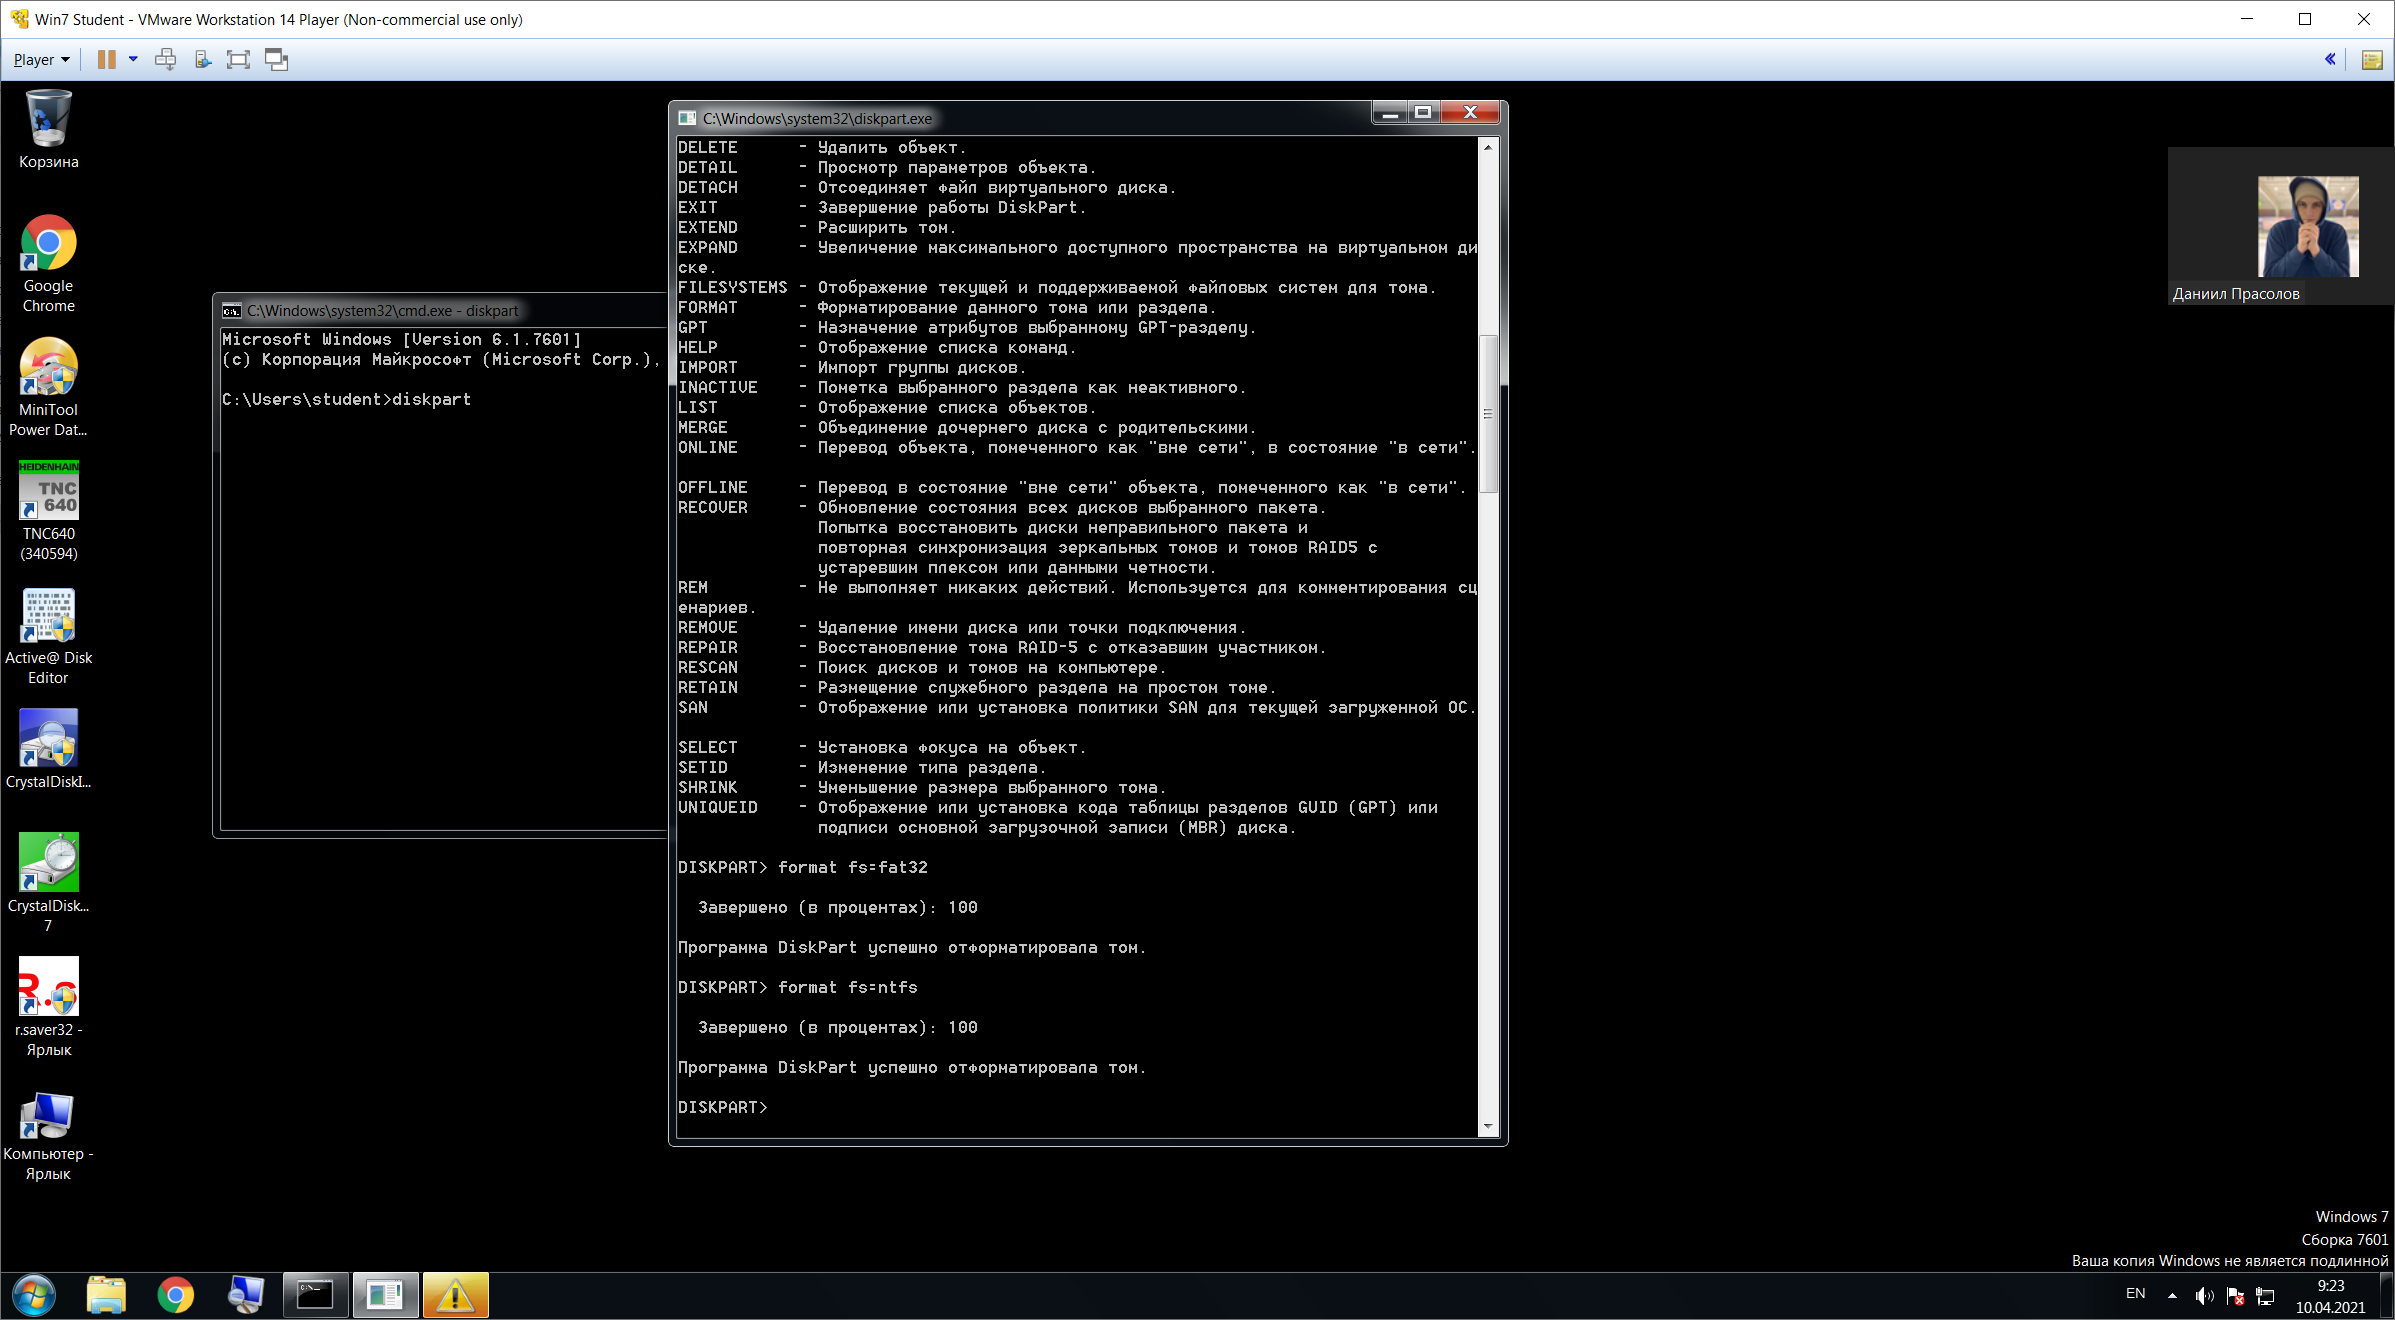 Win7 Student - VMware Workstation 14 Player (Non-commercial use only)
Player
Корзина
Google
Chrome
MiniTool
Power Dat...
HEIDENHAIN
TNC
640
TNC640
(340594)
Active@ Disk
Editor
CrystalDiskI...
CrystalDisk...
7
R.s
r.saver32 -
Ярлык
Компьютер -
Ярлык
C:\Windows\system32\cmd.exe - diskpart
Microsoft Windows [Version 6.1.7601]
(c) Корпорация Майкрософт (Microsoft Corp.),
C:\Users\student>diskpart
C:\Windows\system32\diskpart.exe
DELETE - Удалить объект.
DETAIL - Просмотр параметров объекта.
DETACH - Отсоединяет файл виртуального диска.
EXIT - Завершение работы DiskPart.
EXTEND - Расширить том.
EXPAND - Увеличение максимального доступного пространства на виртуальном ди
ске.
FILESYSTEMS - Отображение текущей и поддерживаемой файловых систем для тома.
FORMAT - Форматирование данного тома или раздела.
GPT - Назначение атрибутов выбранному GPT-разделу.
HELP - Отображение списка команд.
IMPORT - Импорт группы дисков.
INACTIVE - Пометка выбранного раздела как неактивного.
LIST - Отображение списка объектов.
MERGE - Объединение дочернего диска с родительскими.
ONLINE - Перевод объекта, помеченного как "вне сети", в состояние "в сети".
OFFLINE - Перевод в состояние "вне сети" объекта, помеченного как "в сети".
RECOVER - Обновление состояния всех дисков выбранного пакета.
Попытка восстановить диски неправильного пакета и
повторная синхронизация зеркальных томов и томов RAID5 с
устаревшим плексом или данными четности.
REM - Не выполняет никаких действий. Используется для комментирования сц
енариев.
REMOVE - Удаление имени диска или точки подключения.
REPAIR - Восстановление тома RAID-5 с отказавшим участником.
RESCAN - Поиск дисков и томов на компьютере.
RETAIN - Размещение служебного раздела на простом томе.
SAN - Отображение или установка политики SAN для текущей загруженной ОС.
SELECT - Установка фокуса на объект.
SETID - Изменение типа раздела.
SHRINK - Уменьшение размера выбранного тома.
UNIQUEID - Отображение или установка кода таблицы разделов GUID (GPT) или
подписи основной загрузочной записи (MBR) диска.
DISKPART> format fs=fat32
Завершено (в процентах): 100
Программа DiskPart успешно отформатировала том.
DISKPART> format fs=ntfs
Завершено (в процентах): 100
Программа DiskPart успешно отформатировала том.
DISKPART>
Даниил Прасолов
Windows 7
Сборка 7601
Ваша копия Windows не является подлинной
EN
9:23
10.04.2021